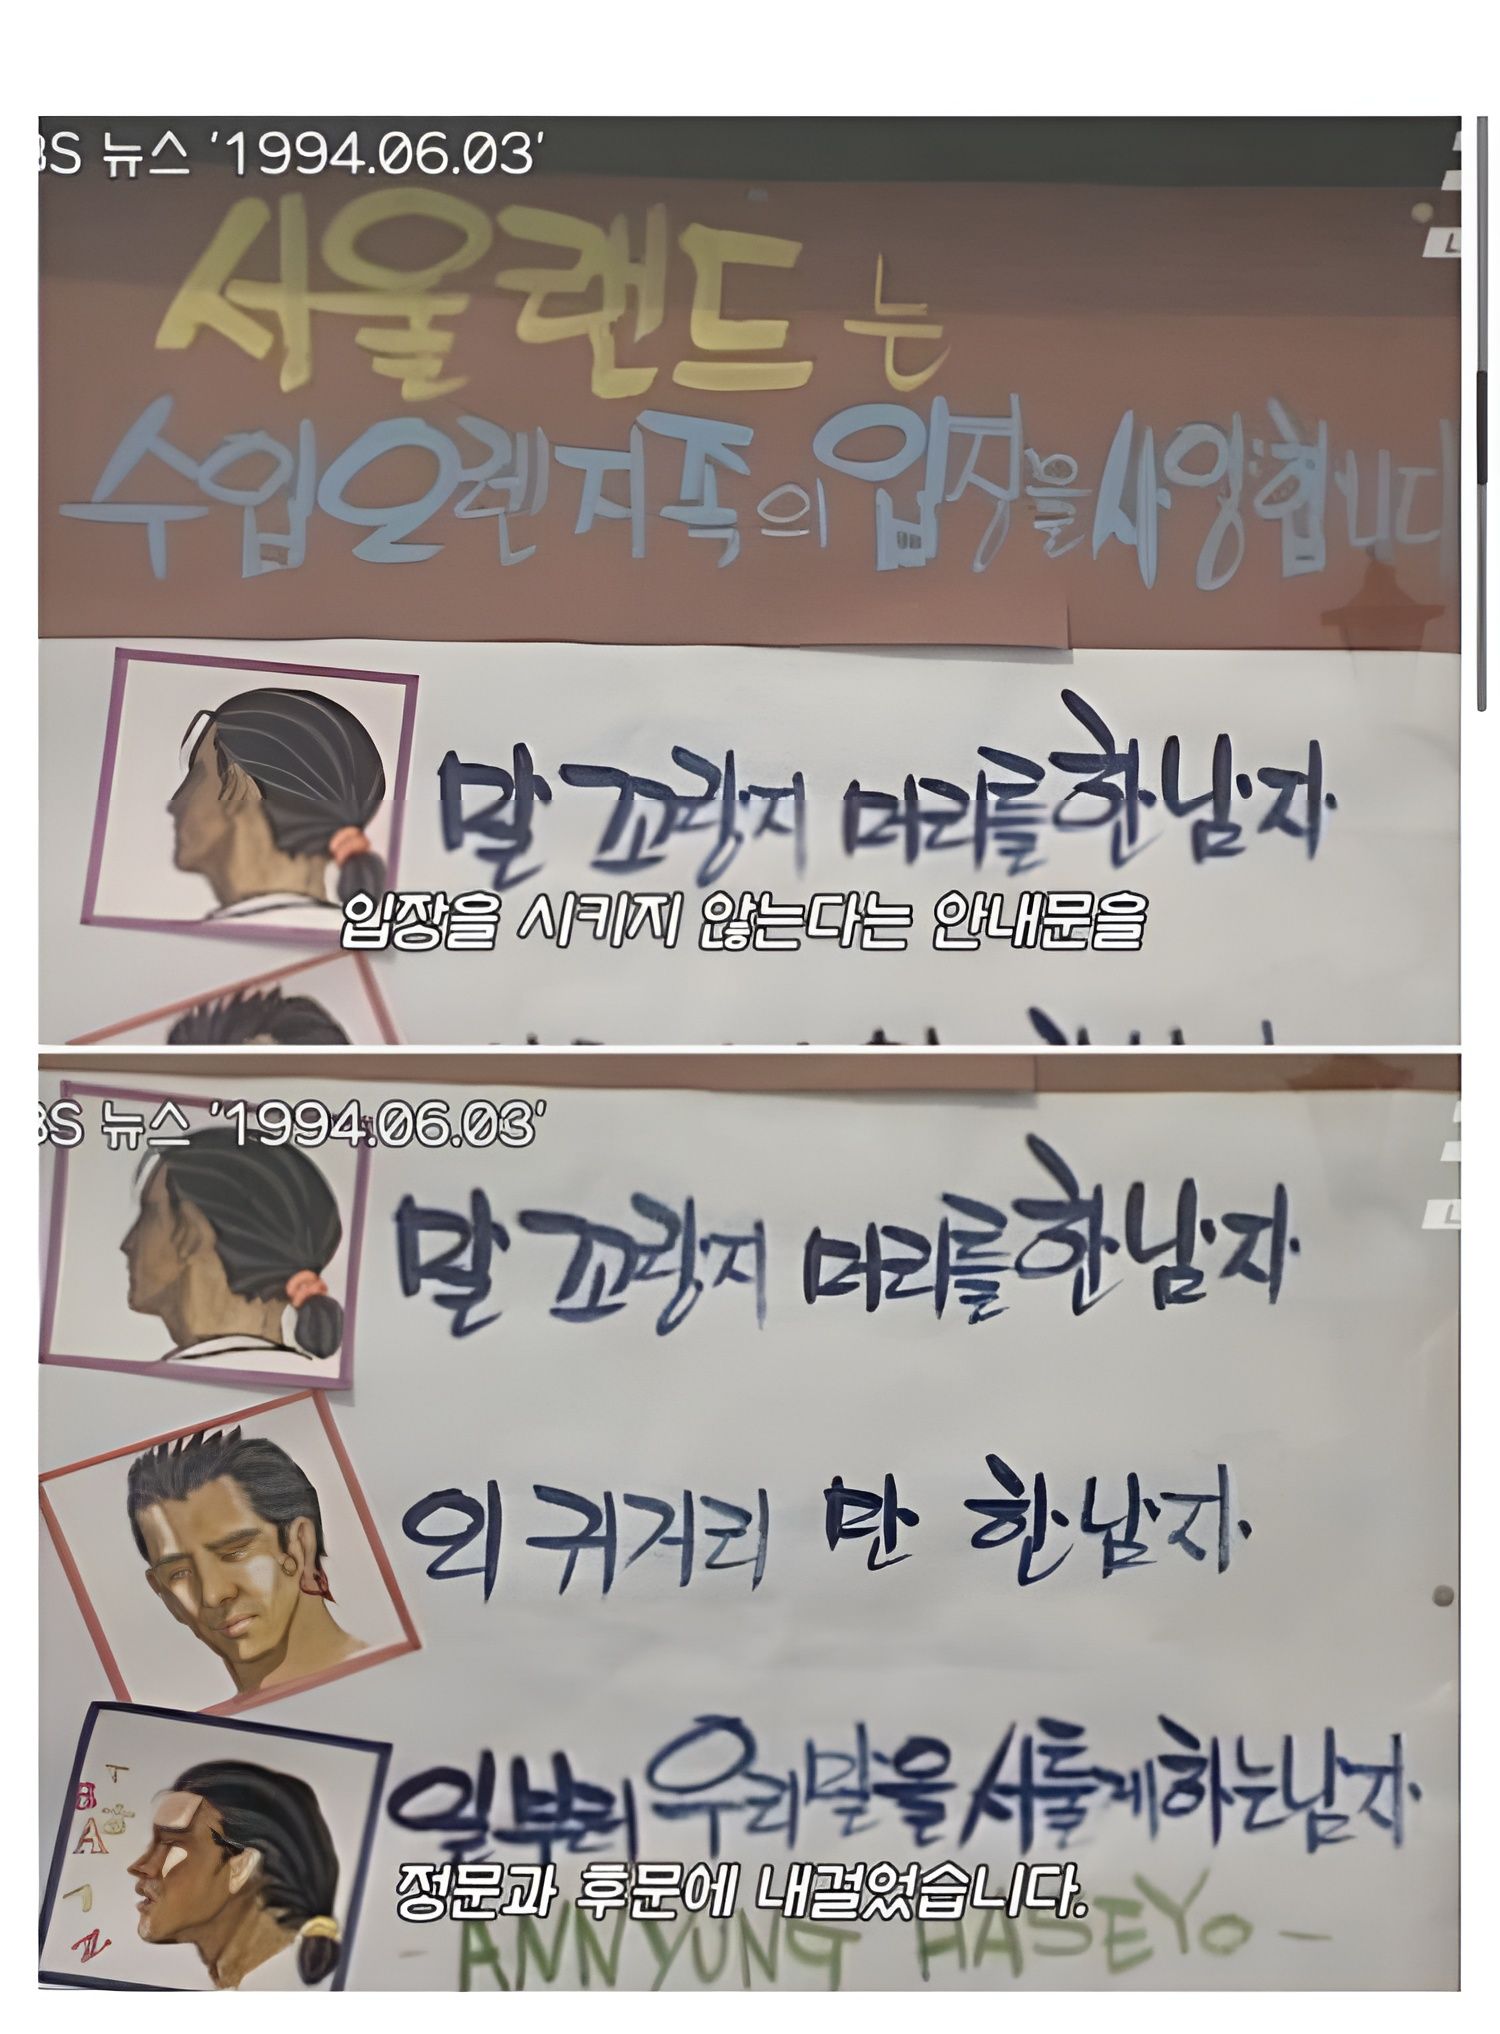 BS 뉴스 '1994.06.03'
서울랜드는
수입오렌지족의 입장을 사양합니다
말꼬랑지 머리를 한 남자.
입장을 시키지 않는다는 안내문을
BS 뉴스 '1994.06.03'
말꼬랑지 머리를 한 남자.
외귀거리만 한 남자.
일부러 우리말을 서툴게 하는 남자.
정문과 후문에 내걸었습니다.
- ANNYUNG HASEYO -